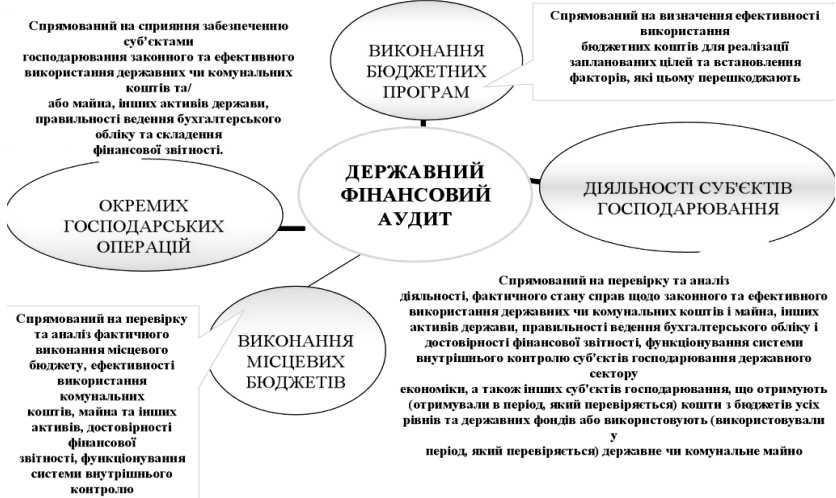 Спрямований на сприяння забезпеченню
суб’єктами
господарювання законного та ефективного
використання державних чи комунальних
коштів та/
або майна, інших активів держави,
правильності ведення бухгалтерського
обліку та складення
фінансової звітності.
ВИКОНАННЯ
БЮДЖЕТНИХ
ПРОГРАМ
Спрямований на визначення ефективності
використання
бюджетних коштів для реалізації
запланованих цілей та встановлення
факторів, які цьому перешкоджають
ДЕРЖАВНИЙ
ФІНАНСОВИЙ
АУДИТ
ОКРЕМИХ
ГОСПОДАРСЬКИХ
ОПЕРАЦІЙ
ДІЯЛЬНОСТІ СУБ'ЄКТІВ
ГОСПОДАРЮВАННЯ
Спрямований на перевірку
та аналіз фактичного
виконання місцевого
бюджету, ефективності
використання
комунальних
коштів, майна та інших
активів, достовірності
фінансової
звітності, функціонування
системи внутрішнього
контролю
ВИКОНАННЯ
МІСЦЕВИХ
БЮДЖЕТІВ
Спрямований на перевірку та аналіз
діяльності, фактичного стану справ щодо законного та ефективного
використання державних чи комунальних коштів і майна, інших
активів держави, правильності ведення бухгалтерського обліку і
достовірності фінансової звітності, функціонування системи
внутрішнього контролю суб’єктів господарювання державного
сектору
економіки, а також інших суб’єктів господарювання, що отримують
(отримували в період, який перевіряється) кошти з бюджетів усіх
рівнів та державних фондів або використовують (використовували
у
період, який перевіряється) державне чи комунальне майно